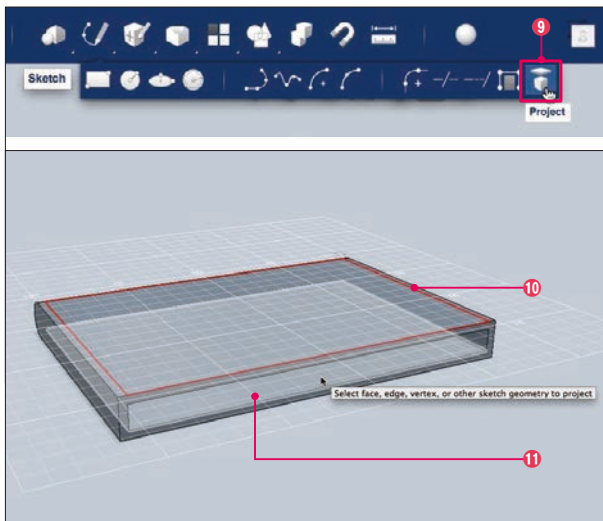 9
Sketch
Project
10
Select face, edge, vertex, or other sketch geometry to project
11